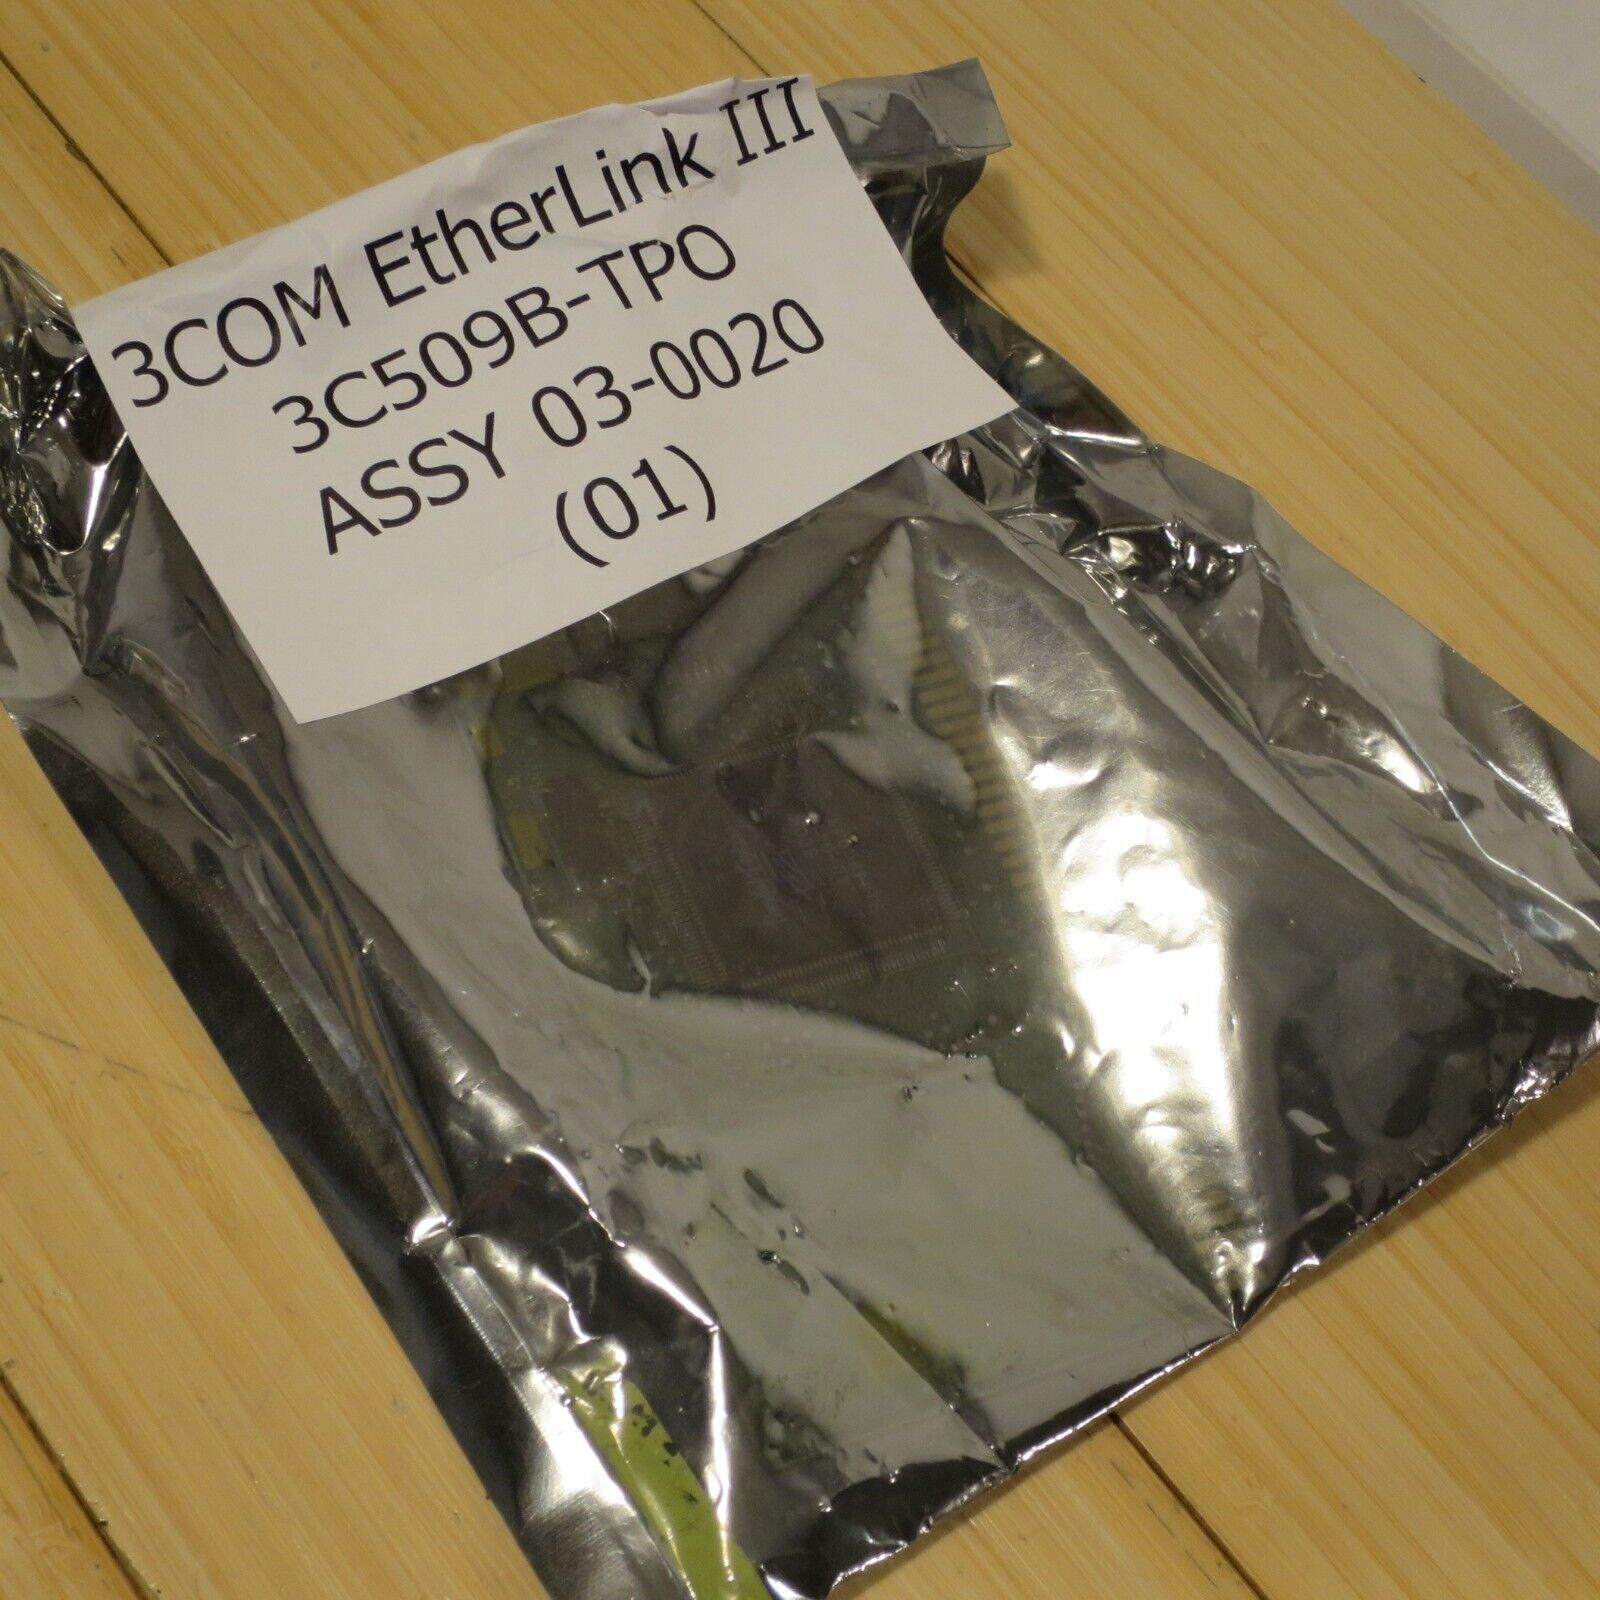 3COM EtherLink III
3C509B-TPO
ASSY 03-0020
(01)